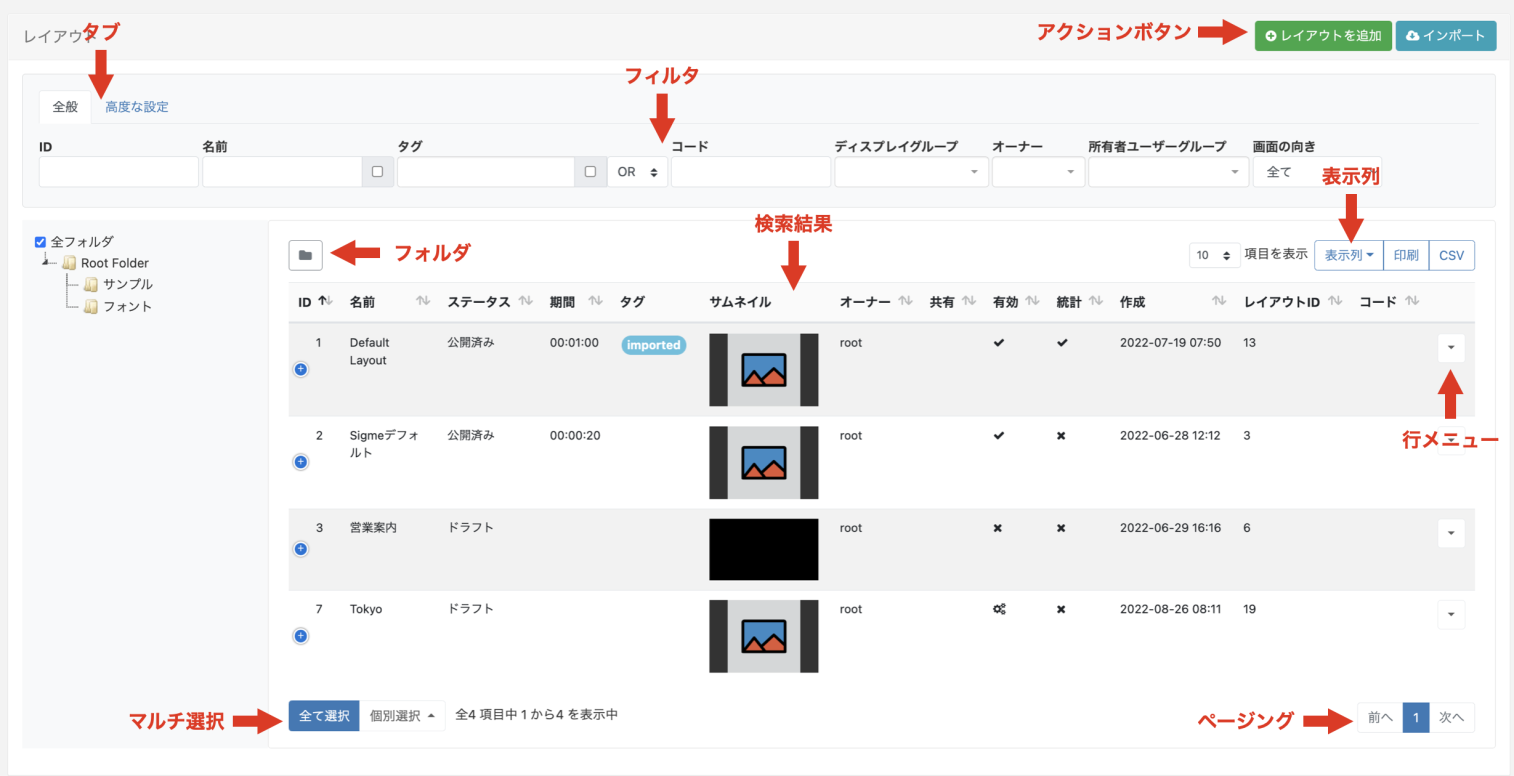 レイアウト
タブ
アクションボタン
レイアウトを追加
インポート
フィルタ
全般
高度な設定
ID
名前
タグ
コード
ディスプレイグループ
オーナー
所有者ユーザーグループ
画面の向き
OR
全て
表示列
検索結果
全フォルダ
Root Folder
サンプル
フォント
フォルダ
10
項目を表示
表示列
印刷
CSV
ID 名前 ステータス 期間 タグ サムネイル オーナー 共有 有効 統計 作成 レイアウトID コード
1 Default 公開済み 00:01:00 imported root 2022-07-19 07:50 13
Layout
2 Sigmeデフォ 公開済み 00:00:20 root 2022-06-28 12:12 3
ルト
行メニュー
3 営業案内 ドラフト root 2022-06-29 16:16 6
7 Tokyo ドラフト root 2022-08-26 08:11 19
マルチ選択
全て選択
個別選択
全4 項目中 1 から4 を表示中
ページング
前へ
1
次へ